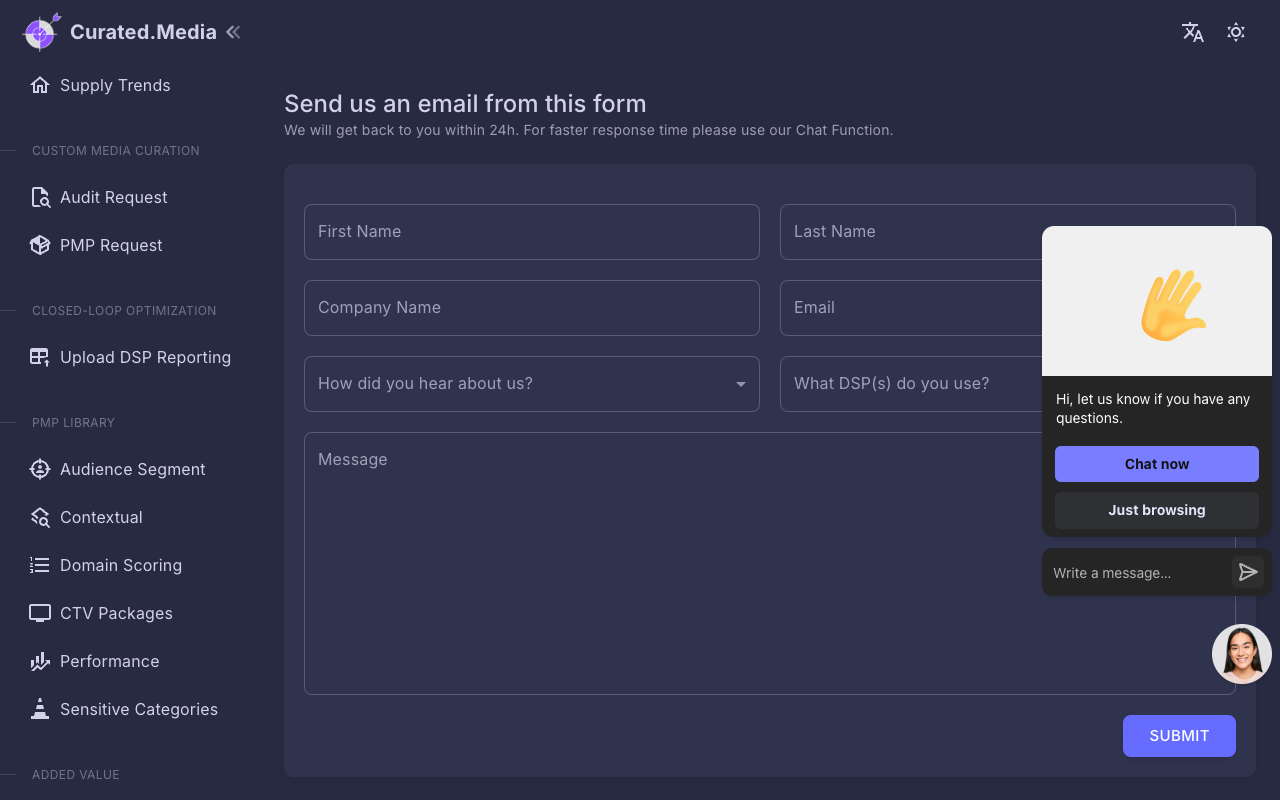 Curated.Media
Supply Trends
CUSTOM MEDIA CURATION
Audit Request
PMP Request
CLOSED-LOOP OPTIMIZATION
Upload DSP Reporting
PMP LIBRARY
Audience Segment
Contextual
Domain Scoring
CTV Packages
Performance
Sensitive Categories
ADDED VALUE
Send us an email from this form
We will get back to you within 24h. For faster response time please use our Chat Function.
First Name
Last Name
Company Name
Email
How did you hear about us?
What DSP(s) do you use?
Message
SUBMIT
Hi, let us know if you have any
questions.
Chat now
Just browsing
Write a message...